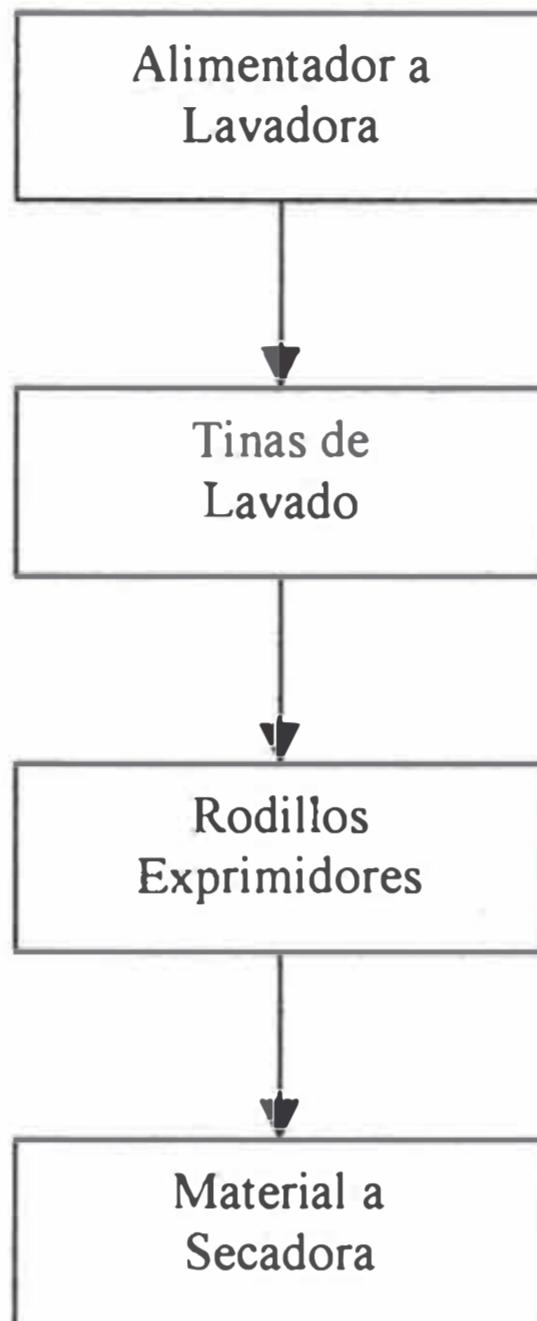 Alimentador a
Lavadora
Tinas de
Lavado
Rodillos
Exprimidores
Material a
Secadora